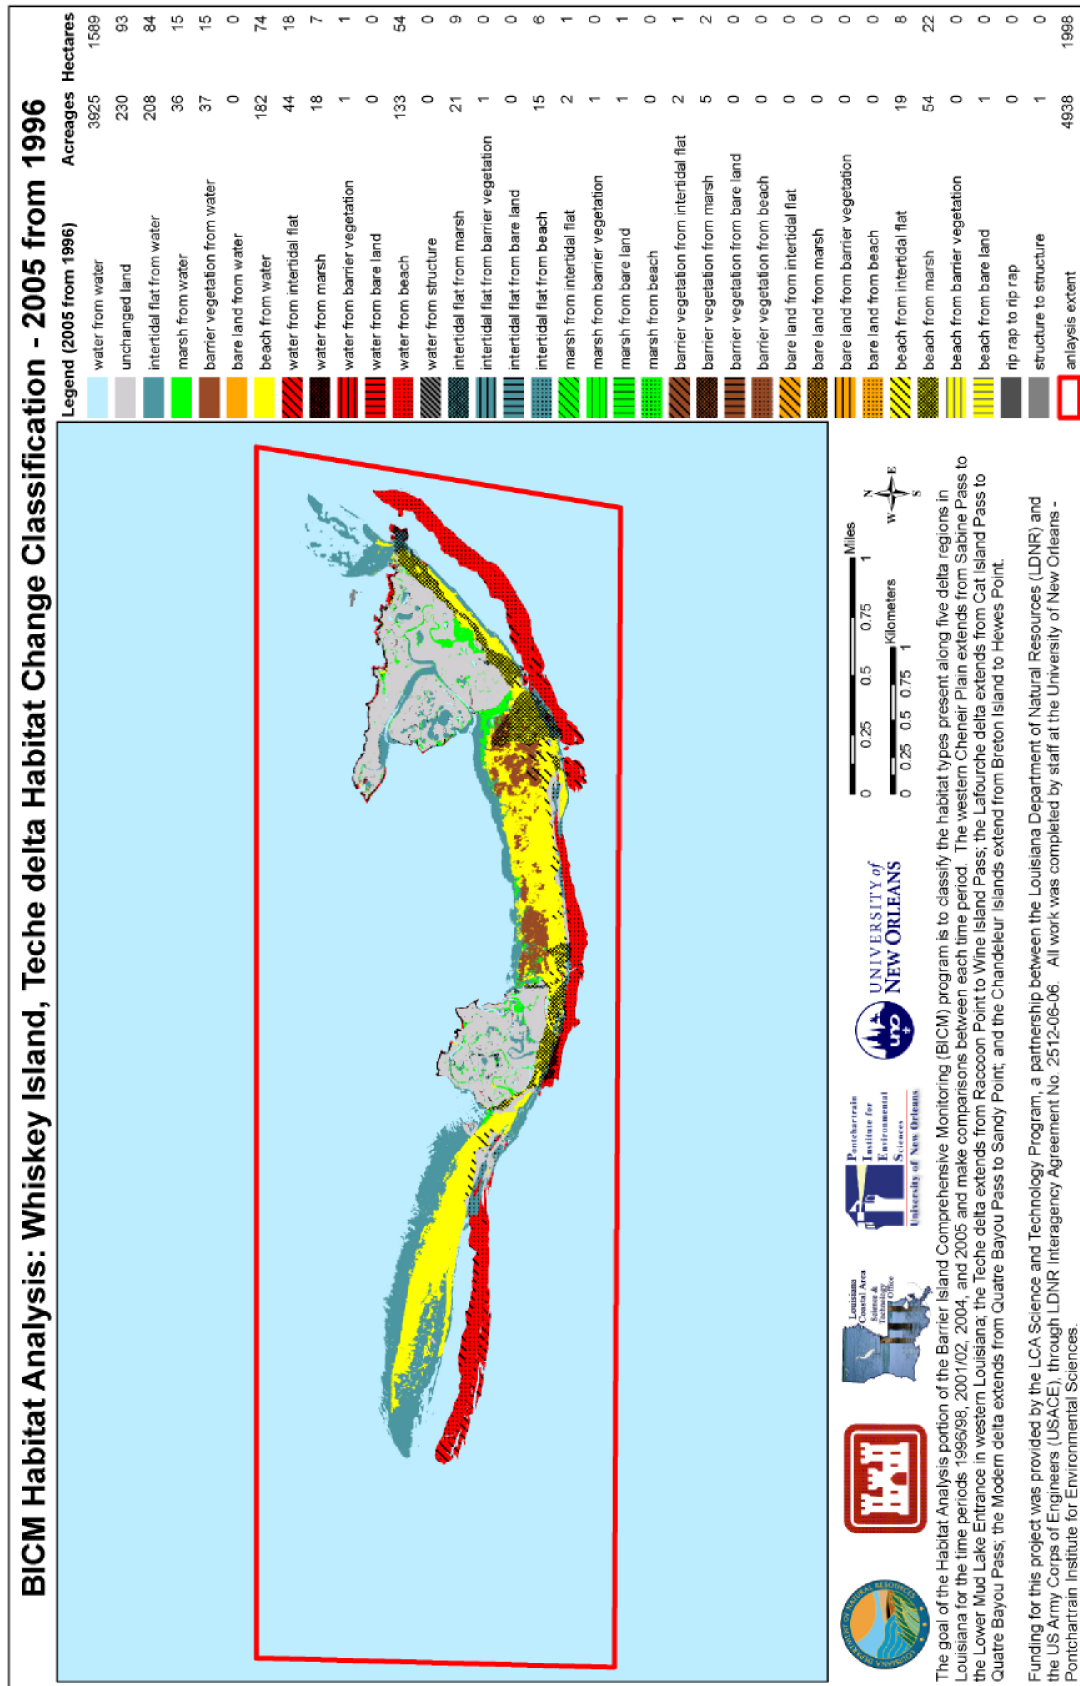 BICM Habitat Analysis: Whiskey Island, Teche delta Habitat Change Classification - 2005 from 1996
Legend (2005 from 1996) Acreages Hectares
water from water 3925 1589
unchanged land 230 93
intertidal flat from water 208 84
marsh from water 36 15
barrier vegetation from water 37 15
bare land from water 0 0
beach from water 182 74
water from intertidal flat 44 18
water from marsh 18 7
water from barrier vegetation 1 1
water from bare land 0 0
water from beach 133 54
water from structure 0 0
intertidal flat from marsh 21 9
intertidal flat from barrier vegetation 1 0
intertidal flat from bare land 0 0
intertidal flat from beach 15 6
marsh from intertidal flat 2 1
marsh from barrier vegetation 1 0
marsh from bare land 1 0
marsh from beach 0 0
barrier vegetation from intertidal flat 2 1
barrier vegetation from marsh 5 2
barrier vegetation from bare land 0 0
barrier vegetation from beach 0 0
bare land from intertidal flat 0 0
bare land from marsh 0 0
bare land from barrier vegetation 0 0
bare land from beach 0 0
beach from intertidal flat 19 8
beach from marsh 54 22
beach from barrier vegetation 0 0
beach from bare land 1 0
rip rap to rip rap 0 0
structure to structure 1 0
anlaysis extent 4938 1998
Louisiana
Coastal Area
Science &
Technology
Office
Pontchartrain
Institute for
Environmental
Sciences
University of New Orleans
uno
UNIVERSITY of
NEW ORLEANS
0 0.25 0.5 0.75 1
Miles
Kilometers
0 0.25 0.5 0.75 1
N
W E
S
The goal of the Habitat Analysis portion of the Barrier Island Comprehensive Monitoring (BICM) program is to classify the habitat types present along five delta regions in
Louisiana for the time periods 1996/98, 2001/02, 2004, and 2005 and make comparisons between each time period. The western Cheneir Plain extends from Sabine Pass to
the Lower Mud Lake Entrance in western Louisiana; the Teche delta extends from Raccoon Point to Wine Island Pass; the Lafourche delta extends from Cat Island Pass to
Quatre Bayou Pass; the Modern delta extends from Quatre Bayou Pass to Sandy Point; and the Chandeleur Islands extend from Breton Island to Hewes Point.
Funding for this project was provided by the LCA Science and Technology Program, a partnership between the Louisiana Department of Natural Resources (LDNR) and
the US Army Corps of Engineers (USACE), through LDNR Interagency Agreement No. 2512-06-06. All work was completed by staff at the University of New Orleans -
Pontchartrain Institute for Environmental Sciences.